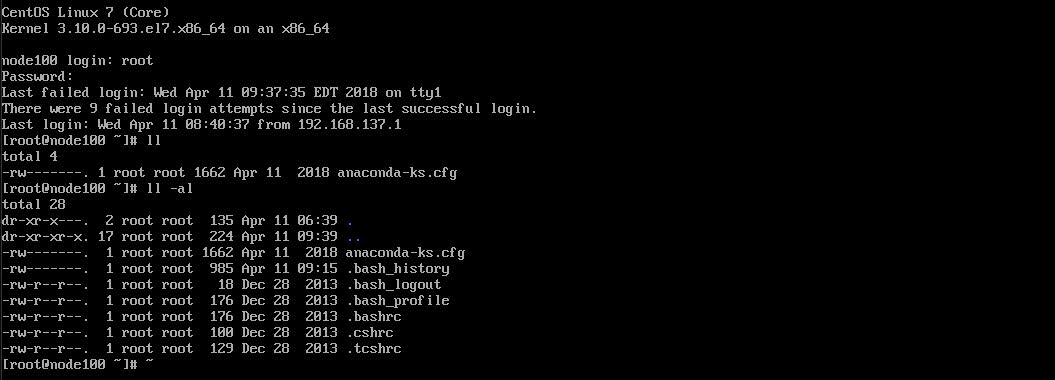 CentOS Linux 7 (Core)
Kernel 3.10.0-693.el7.x86_64 on an x86_64
node100 login: root
Password:
Last failed login: Wed Apr 11 09:37:35 EDT 2018 on tty1
There were 9 failed login attempts since the last successful login.
Last login: Wed Apr 11 08:40:37 from 192.168.137.1
[root@node100 ~]# ll
total 4
-rw-------. 1 root root 1662 Apr 11  2018 anaconda-ks.cfg
[root@node100 ~]# ll -al
total 28
dr-xr-x---.  2 root root  135 Apr 11 06:39 .
dr-xr-xr-x. 17 root root  224 Apr 11 09:39 ..
-rw-------.  1 root root 1662 Apr 11  2018 anaconda-ks.cfg
-rw-------.  1 root root  985 Apr 11 09:15 .bash_history
-rw-r--r--.  1 root root   18 Dec 28  2013 .bash_logout
-rw-r--r--.  1 root root  176 Dec 28  2013 .bash_profile
-rw-r--r--.  1 root root  176 Dec 28  2013 .bashrc
-rw-r--r--.  1 root root  100 Dec 28  2013 .cshrc
-rw-r--r--.  1 root root  129 Dec 28  2013 .tcshrc
[root@node100 ~]# ~